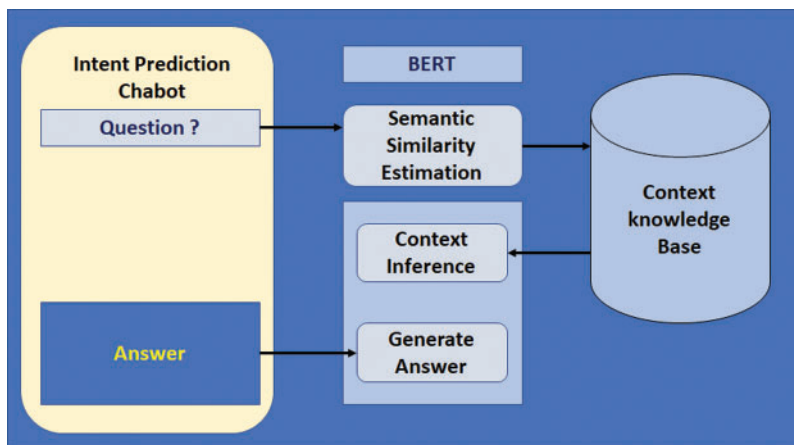 Intent Prediction
Chabot
Question ?
BERT
Semantic
Similarity
Estimation
Context
knowledge
Base
Context
Inference
Answer
Generate
Answer